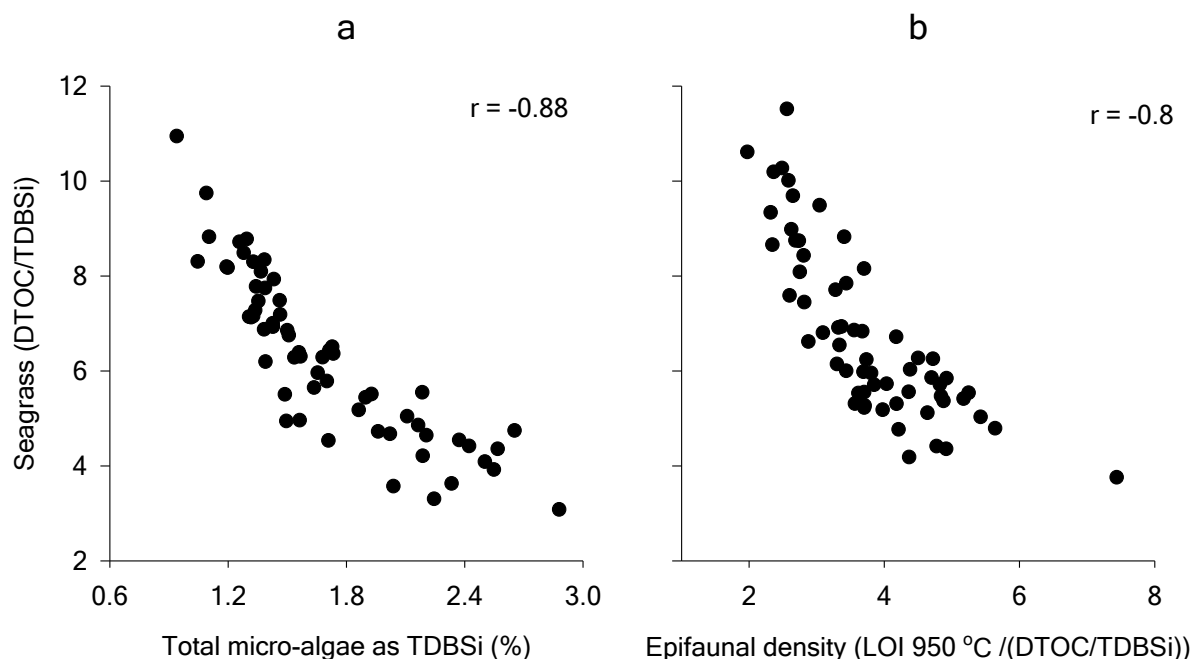 a
b
r = -0.88
r = -0.8
Seagrass (DTOC/TDBSi)
12
10
8
6
4
2
0.6 1.2 1.8 2.4 3.0
2 4 6 8
Total micro-algae as TDBSi (%)
Epifaunal density (LOI 950 °C /(DTOC/TDBSi))